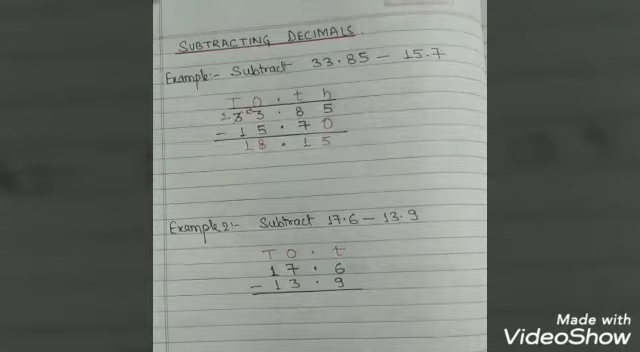 SUBTRACTING DECIMALS.
Example:- Subtract 33.85 - 15.7
T O . t h
2 3 13 3 . 8 5
- 1 5 . 7 0
1 8 . 1 5
Example 2:- Subtract 17.6 - 13.9
T O . t
1 7 . 6
- 1 3 . 9
Made with
VideoShow